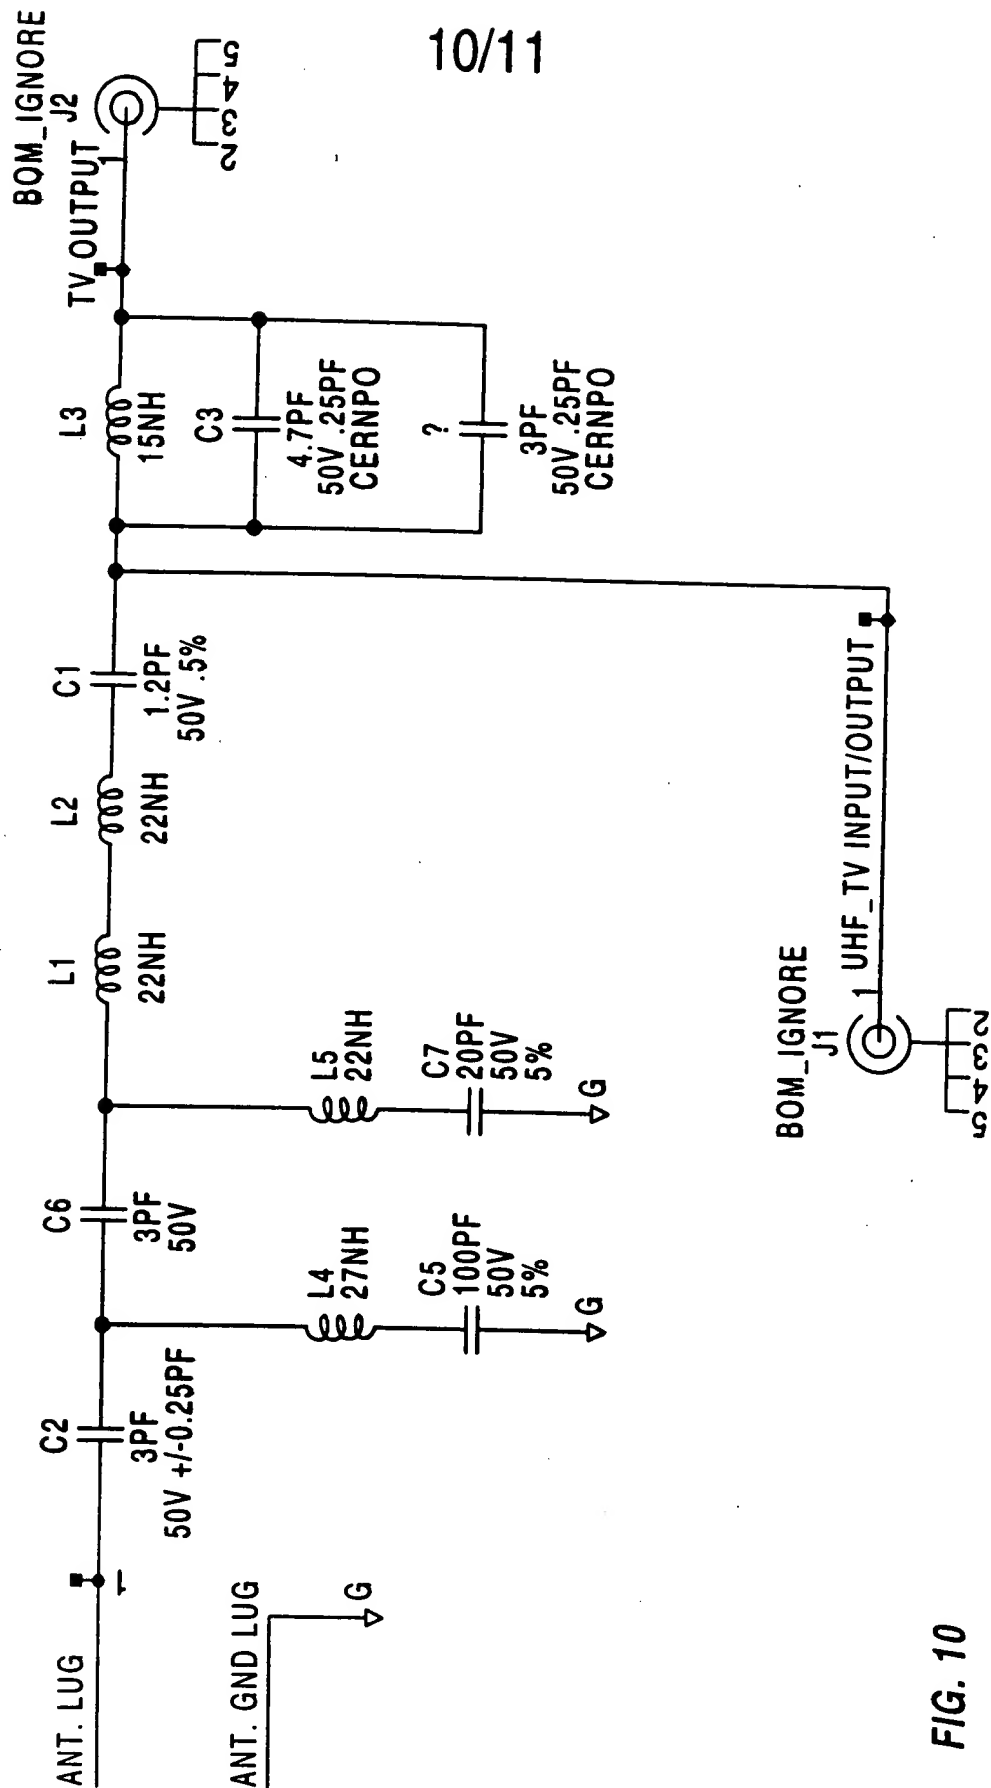 10/11
ANT. LUG
1
ANT. GND LUG
G
C2
3PF
50V +/-0.25PF
C6
3PF
50V
L4
27NH
C5
100PF
50V
5%
G
L5
22NH
C7
20PF
50V
5%
G
L1
22NH
L2
22NH
C1
1.2PF
50V .5%
L3
15NH
C3
4.7PF
50V .25PF
CERNPO
?
3PF
50V .25PF
CERNPO
TV_OUTPUT
1
BOM_IGNORE
J2
2
3
4
5
BOM_IGNORE
J1
1
UHF_TV INPUT/OUTPUT
2
3
4
5
FIG. 10